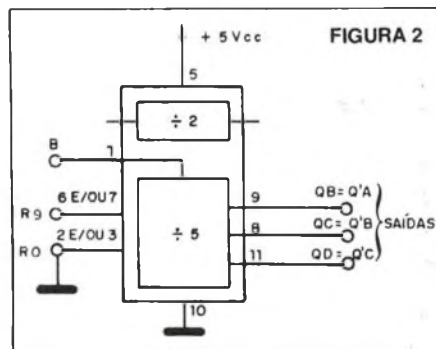 + 5 Vcc
FIGURA 2
5
÷ 2
B
1
6 E/OU 7
R9
÷ 5
9
QB = Q'A
2 E/OU 3
R0
8
QC = Q'B
SAÍDAS
11
QD = Q'C
10